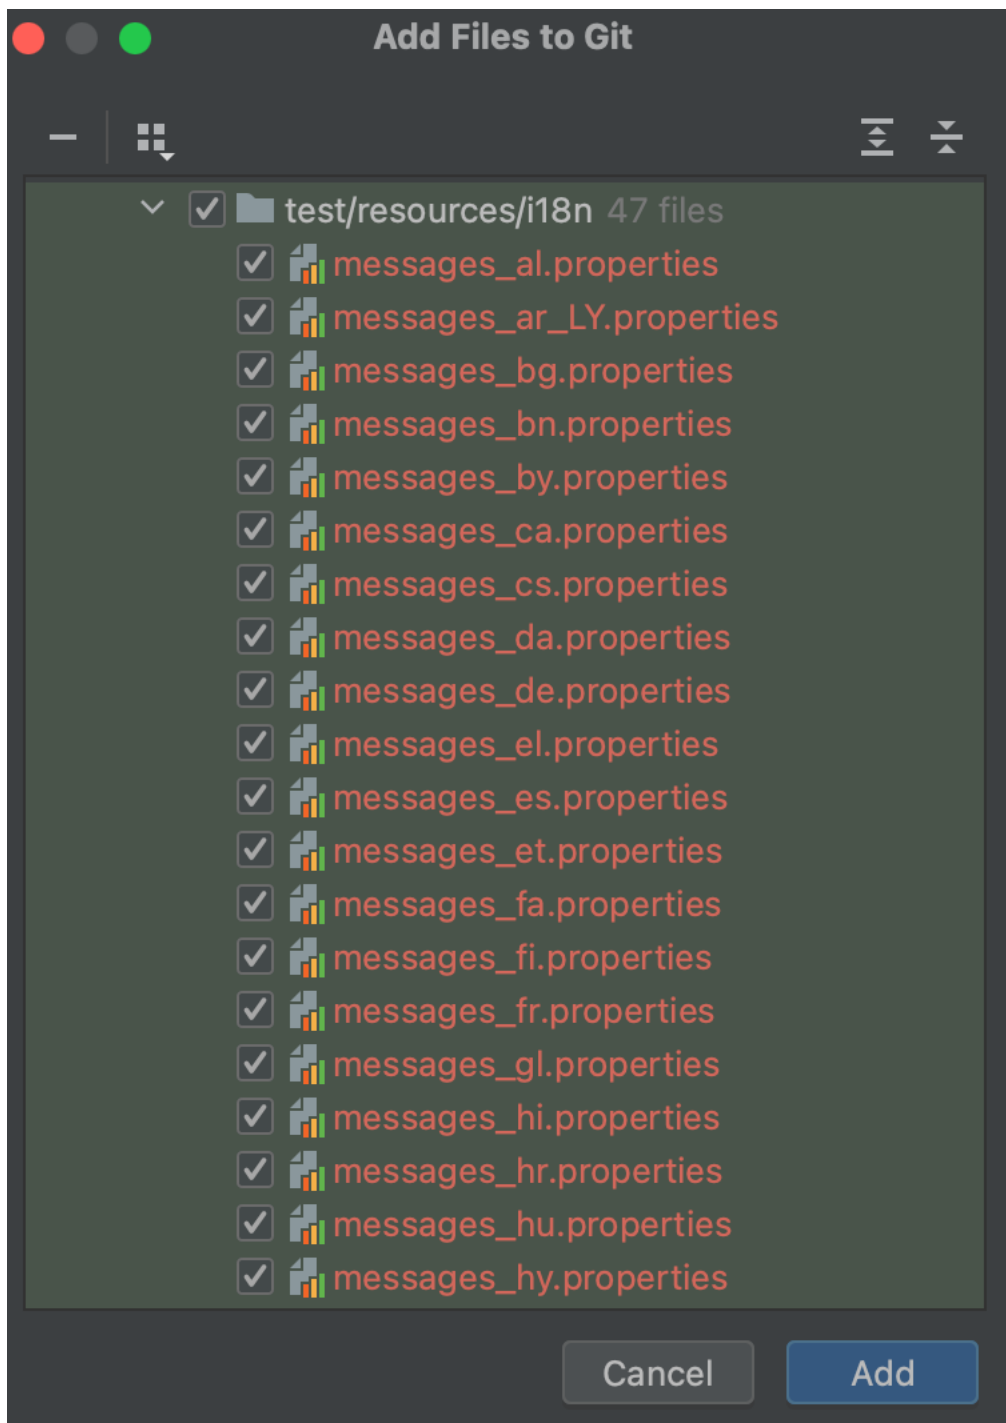 Add Files to Git
test/resources/i18n 47 files
messages_al.properties
messages_ar_LY.properties
messages_bg.properties
messages_bn.properties
messages_by.properties
messages_ca.properties
messages_cs.properties
messages_da.properties
messages_de.properties
messages_el.properties
messages_es.properties
messages_et.properties
messages_fa.properties
messages_fi.properties
messages_fr.properties
messages_gl.properties
messages_hi.properties
messages_hr.properties
messages_hu.properties
messages_hy.properties
Cancel Add